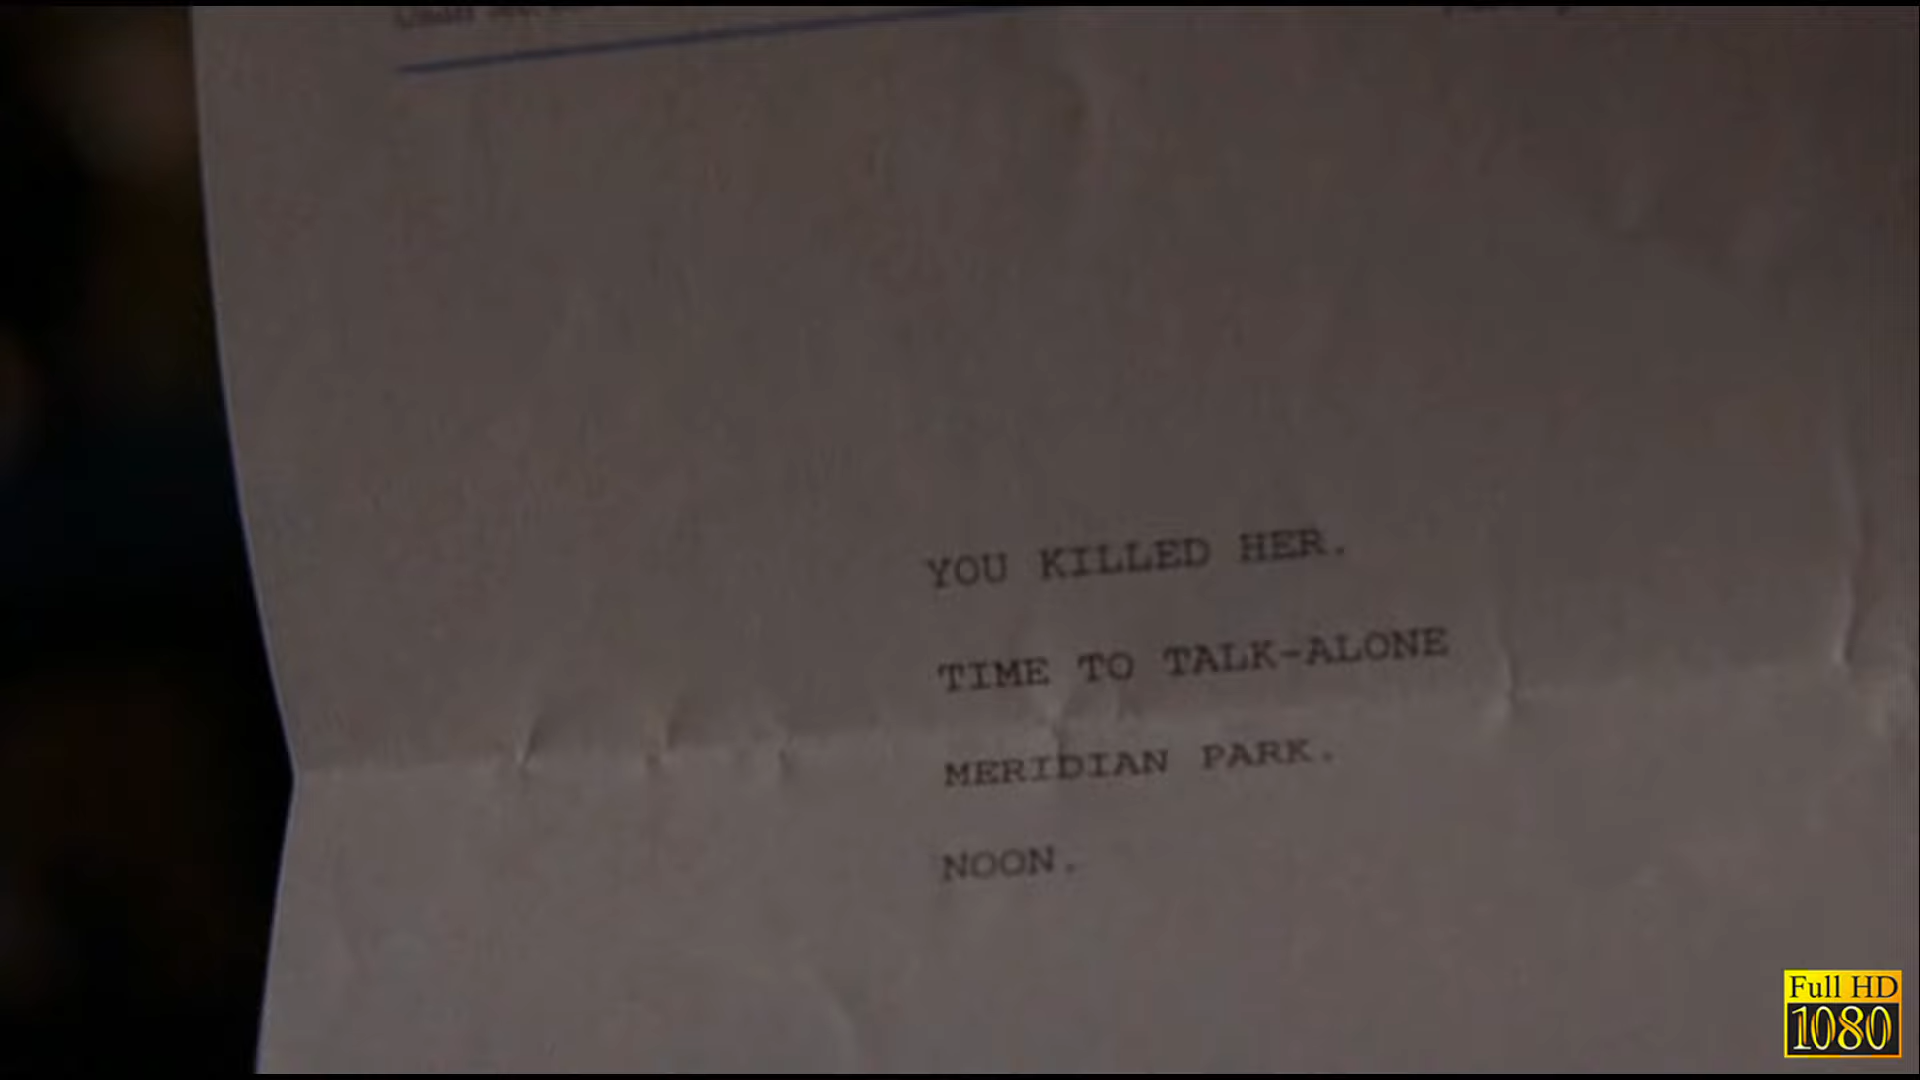 YOU KILLED HER.
TIME TO TALK-ALONE
MERIDIAN PARK.
NOON.
Full HD
1080